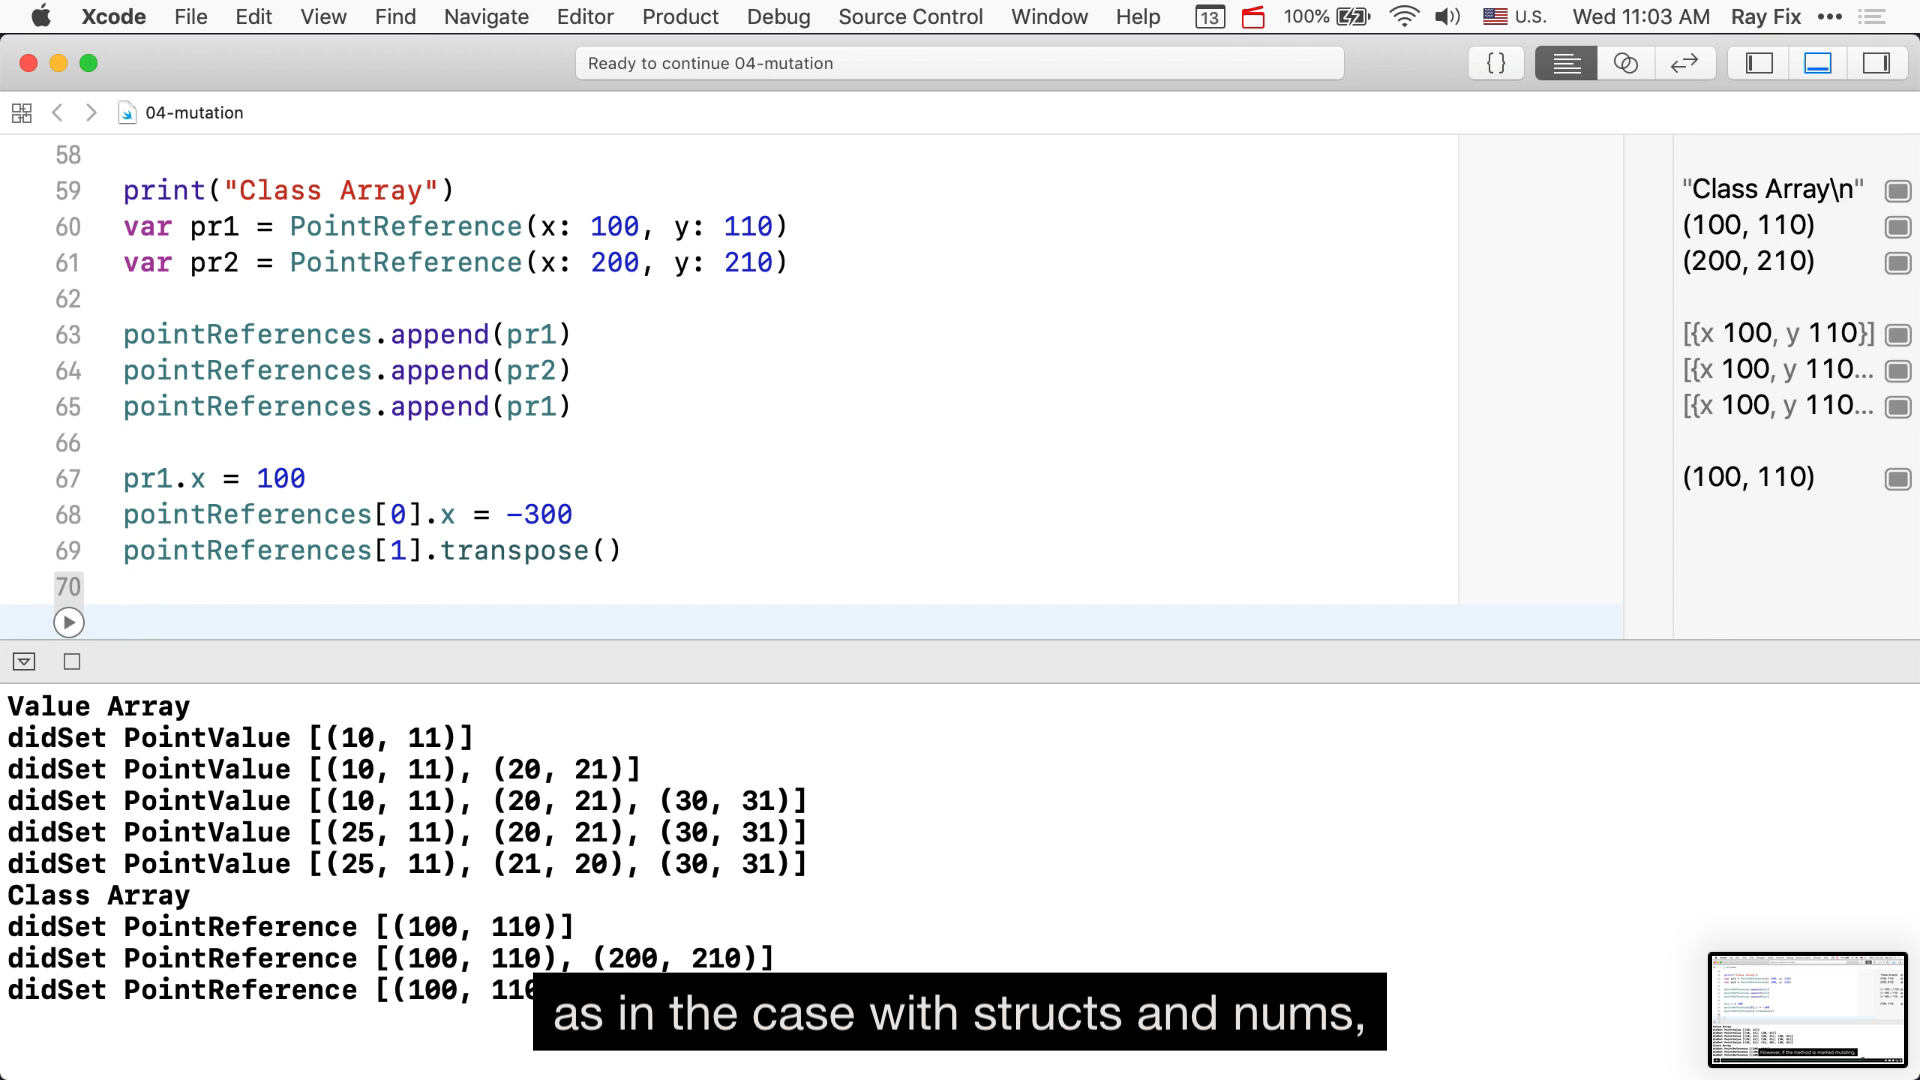 Xcode File Edit View Find Navigate Editor Product Debug Source Control Window Help 13 100% U.S. Wed 11:03 AM Ray Fix
Ready to continue 04-mutation
{ }
04-mutation
58
59 print("Class Array") "Class Array\n"
60 var pr1 = PointReference(x: 100, y: 110) (100, 110)
61 var pr2 = PointReference(x: 200, y: 210) (200, 210)
62
63 pointReferences.append(pr1) [{x 100, y 110}]
64 pointReferences.append(pr2) [{x 100, y 110...
65 pointReferences.append(pr1) [{x 100, y 110...
66
67 pr1.x = 100 (100, 110)
68 pointReferences[0].x = -300
69 pointReferences[1].transpose()
70
Value Array
didSet PointValue [(10, 11)]
didSet PointValue [(10, 11), (20, 21)]
didSet PointValue [(10, 11), (20, 21), (30, 31)]
didSet PointValue [(25, 11), (20, 21), (30, 31)]
didSet PointValue [(25, 11), (21, 20), (30, 31)]
Class Array
didSet PointReference [(100, 110)]
didSet PointReference [(100, 110), (200, 210)]
didSet PointReference [(100, 110
as in the case with structs and nums,
However, if the method is marked mutating,